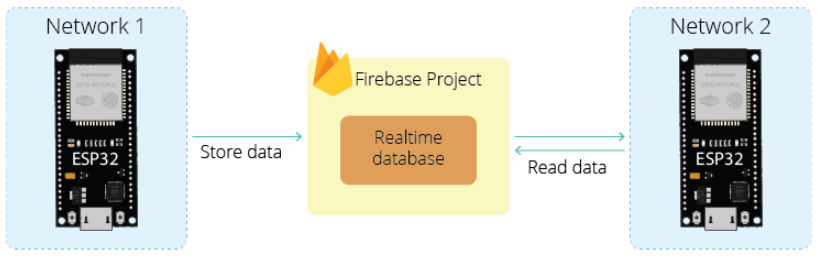 Network 1
Network 2
Firebase Project
Realtime
database
Store data
Read data
ESP32
ESP32